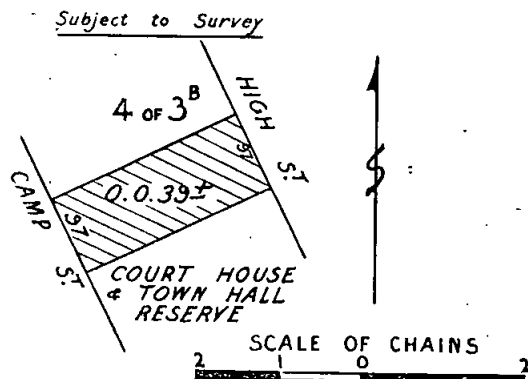 Subject to Survey
4 OF 3B
HIGH ST.
CAMP ST.
97
97
0.0.39
COURT HOUSE
& TOWN HALL
RESERVE
SCALE OF CHAINS
2 1 0 2